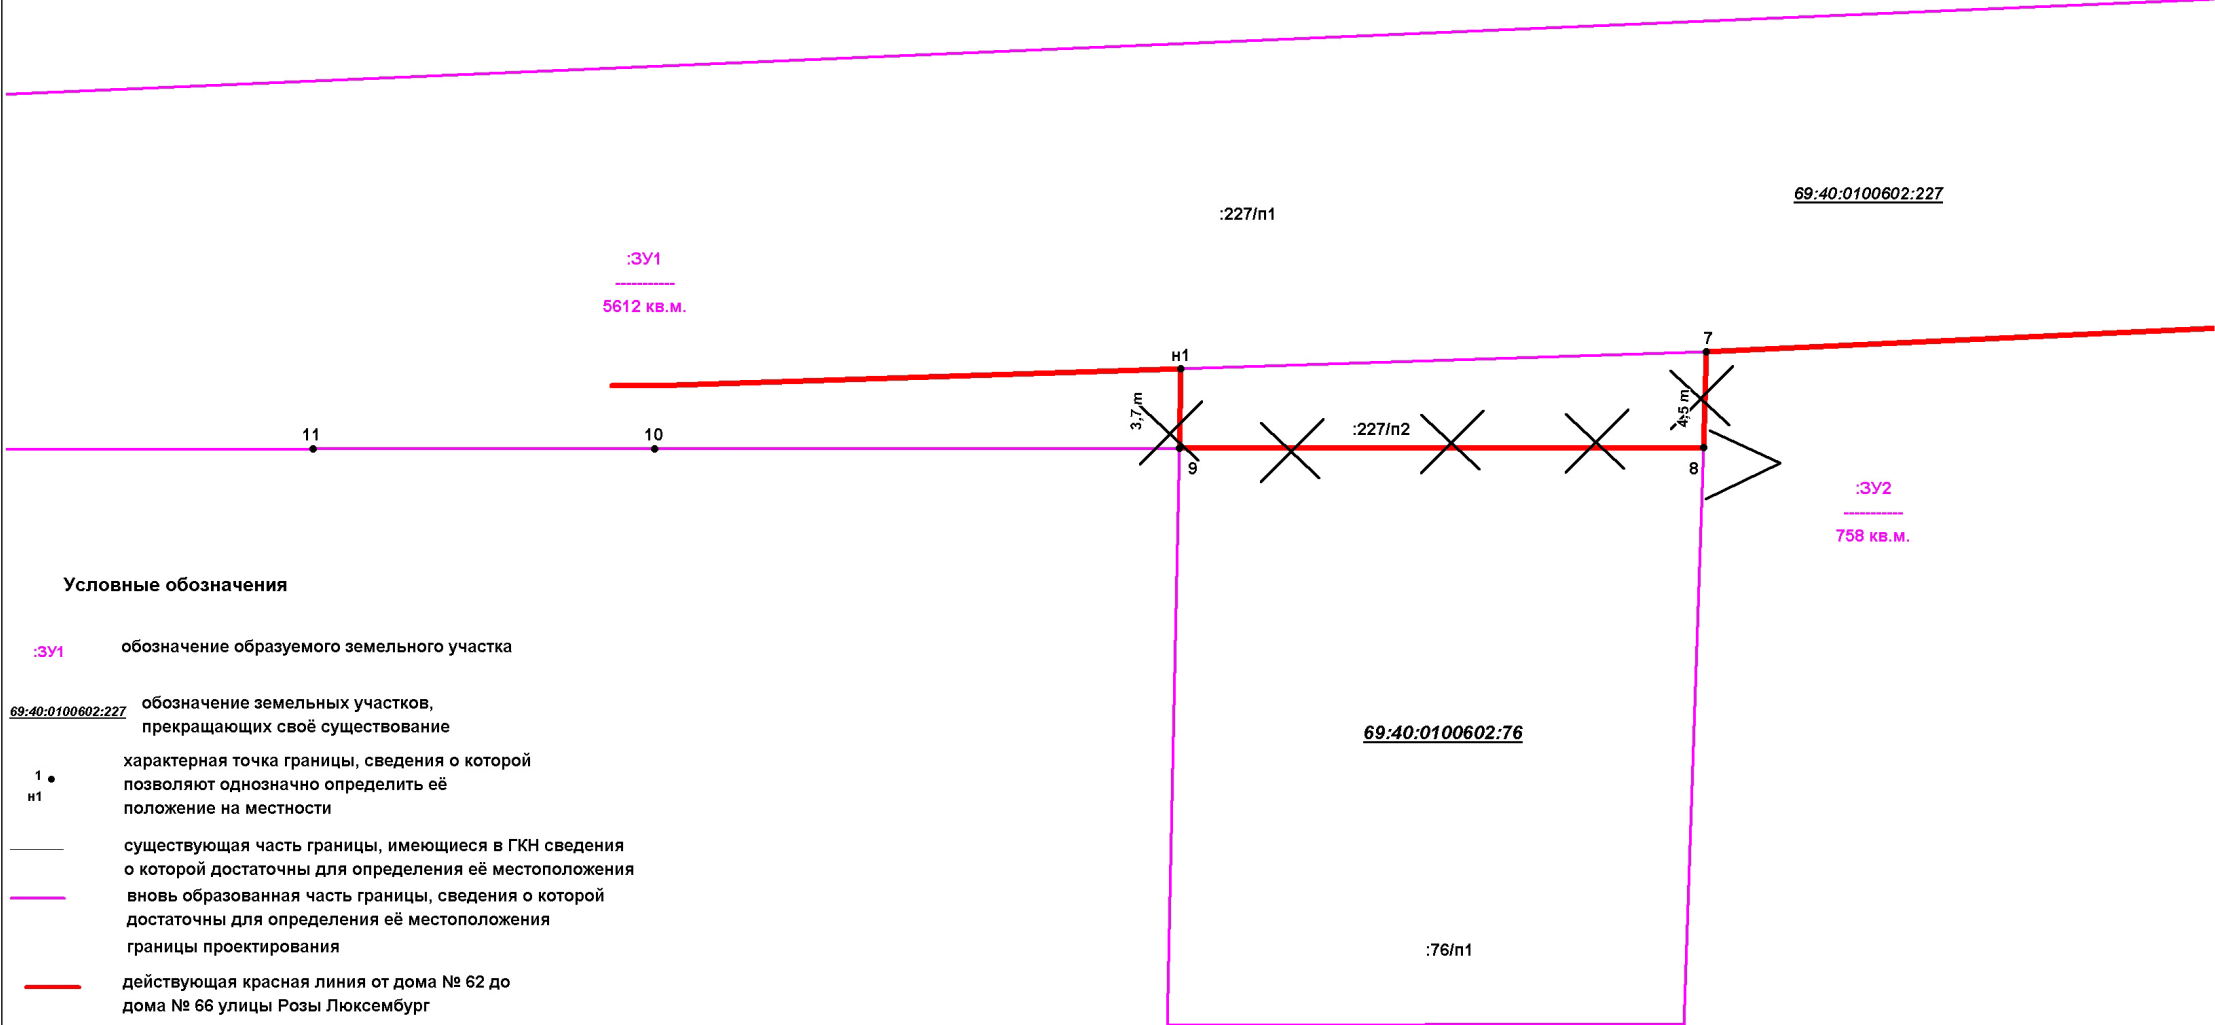 69:40:0100602:227
:227/п1
:ЗУ1
-----------
5612 кв.м.
7
н1
3,7 m
4,5 m
:227/п2
11
10
9
8
:ЗУ2
-----------
758 кв.м.
69:40:0100602:76
:76/п1
Условные обозначения
:ЗУ1
обозначение образуемого земельного участка
69:40:0100602:227
обозначение земельных участков,
прекращающих своё существование
1
н1
характерная точка границы, сведения о которой
позволяют однозначно определить её
положение на местности
существующая часть границы, имеющиеся в ГКН сведения
о которой достаточны для определения её местоположения
вновь образованная часть границы, сведения о которой
достаточны для определения её местоположения
границы проектирования
действующая красная линия от дома № 62 до
дома № 66 улицы Розы Люксембург